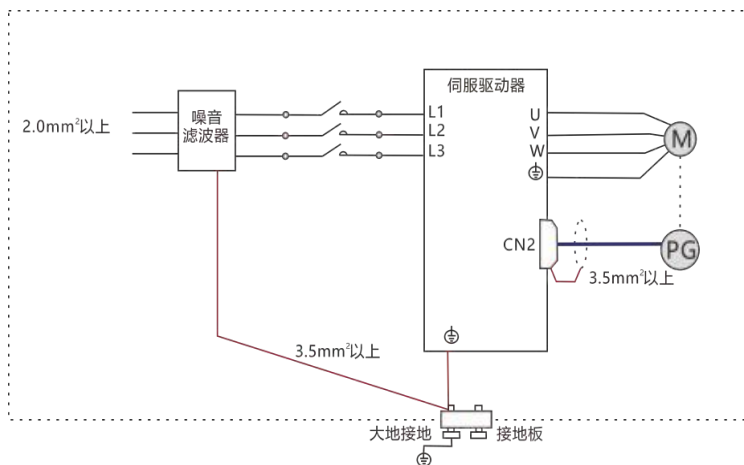 伺服驱动器
噪音
滤波器
2.0mm²以上
L1
L2
L3
U
V
W
M
CN2
PG
3.5mm²以上
3.5mm²以上
大地接地
接地板